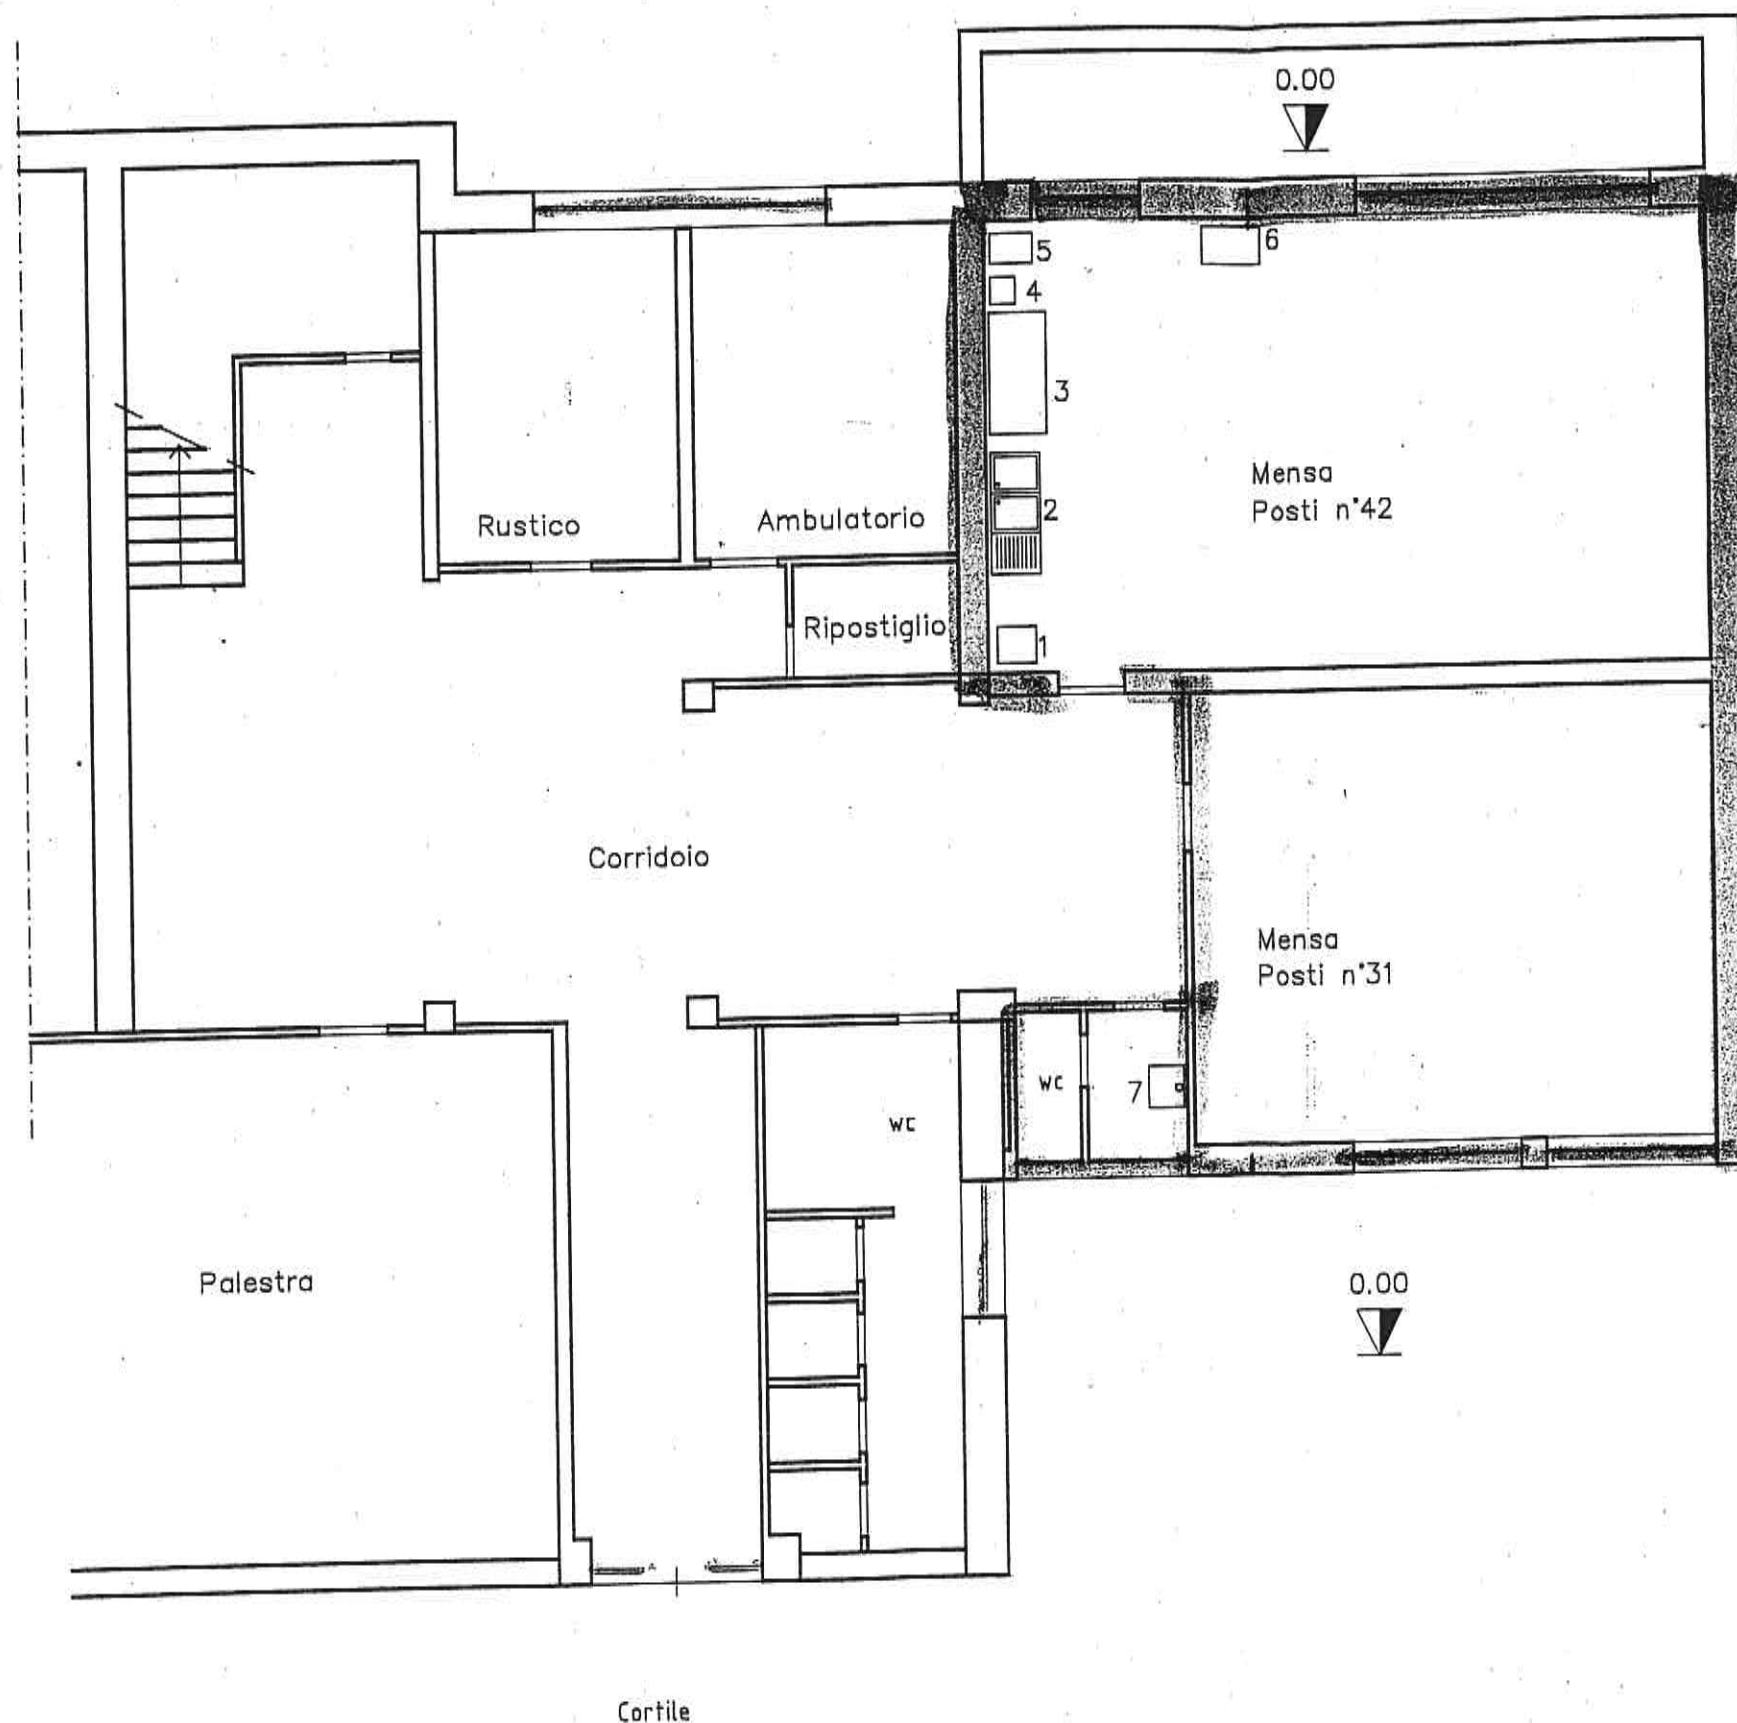 0.00
5
6
4
3
Mensa
Posti n°42
2
Rustico
Ambulatorio
Ripostiglio
1
Corridoio
Mensa
Posti n°31
WC
7
WC
Palestra
0.00
Cortile